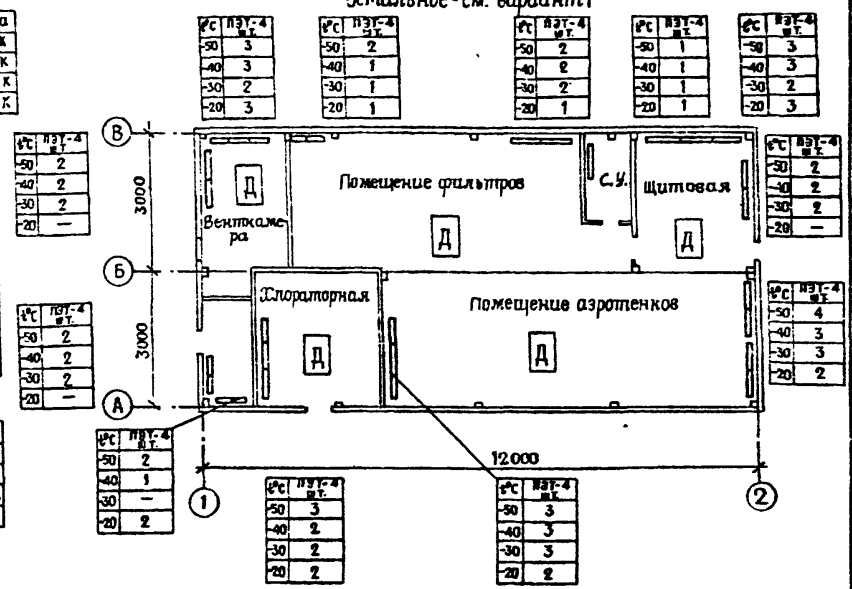 остальное - см. вариант 1
а
к
к
к
к
t°C ПЭТ-4 шт.
-50 3
-40 3
-30 2
-20 3
t°C ПЭТ-4 шт.
-50 2
-40 1
-30 1
-20 1
t°C ПЭТ-4 шт.
-50 2
-40 2
-30 2
-20 1
t°C ПЭТ-4 шт.
-50 1
-40 1
-30 1
-20 1
t°C ПЭТ-4 шт.
-50 3
-40 3
-30 2
-20 3
t°C ПЭТ-4 шт.
-50 2
-40 2
-30 2
-20 —
В
3000
Д
Венткаме-
ра
Помещение фильтров
Д
С.У.
Щитовая
Д
t°C ПЭТ-4 шт.
-50 2
-40 2
-30 2
-20 —
Б
3000
Хлораторная
Д
Помещение аэротенков
Д
t°C ПЭТ-4 шт.
-50 4
-40 3
-30 3
-20 2
t°C ПЭТ-4 шт.
-50 2
-40 2
-30 2
-20 —
А
t°C ПЭТ-4 шт.
-50 2
-40 1
-30 —
-20 2
12000
1
2
t°C ПЭТ-4 шт.
-50 3
-40 2
-30 2
-20 2
t°C ПЭТ-4 шт.
-50 3
-40 3
-30 3
-20 2